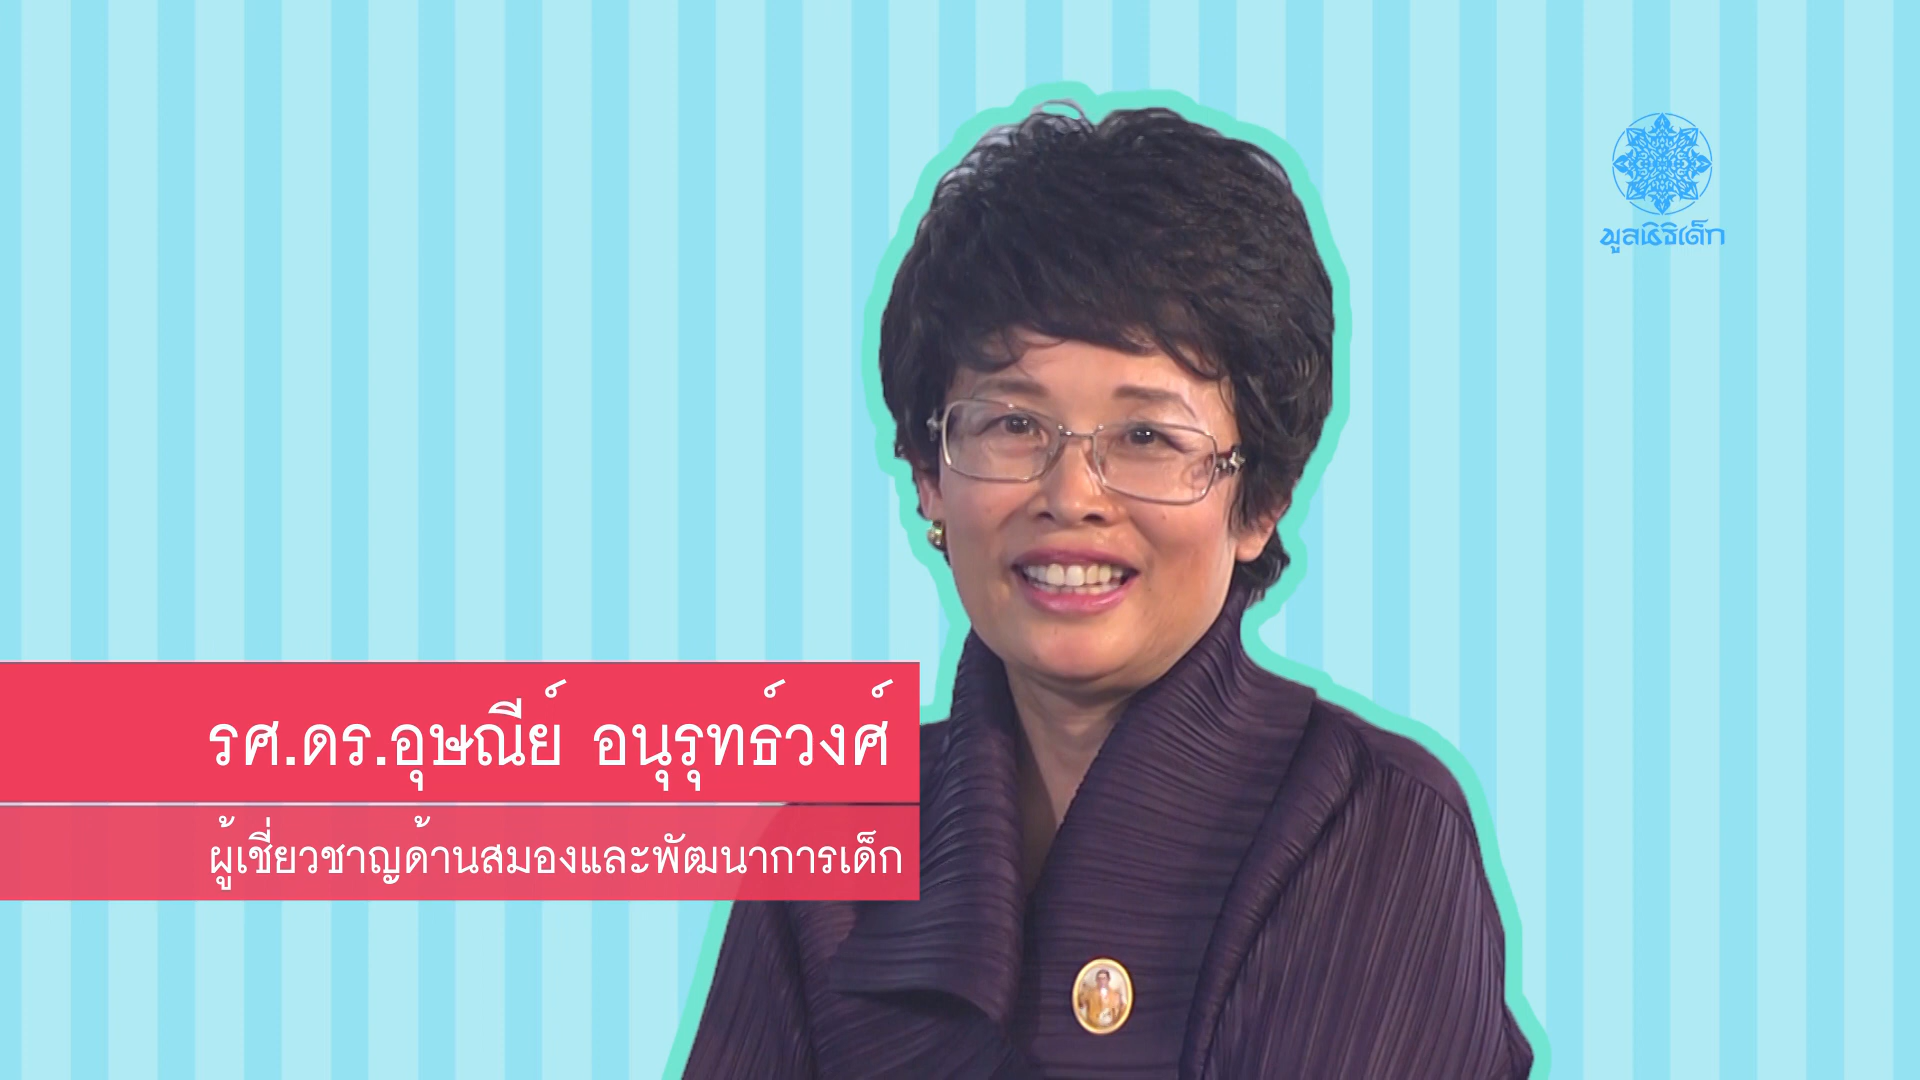 มูลนิธิเด็ก
รศ.ดร.อุษณีย์ อนุรุทธ์วงศ์
ผู้เชี่ยวชาญด้านสมองและพัฒนาการเด็ก